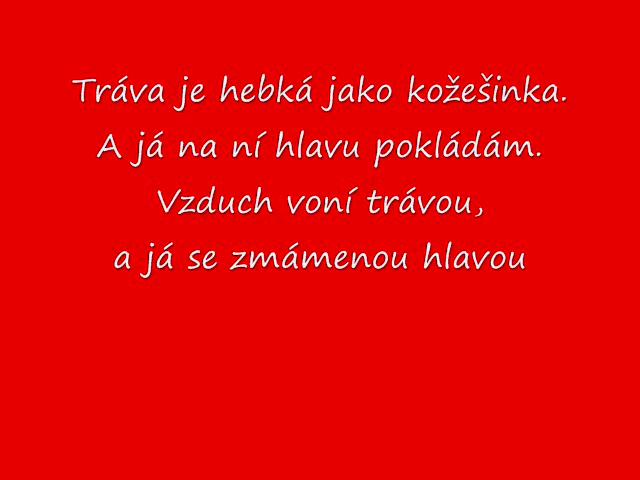 Tráva je hebká jako kožešinka.
A já na ní hlavu pokládám.
Vzduch voní trávou,
a já se zmámenou hlavou